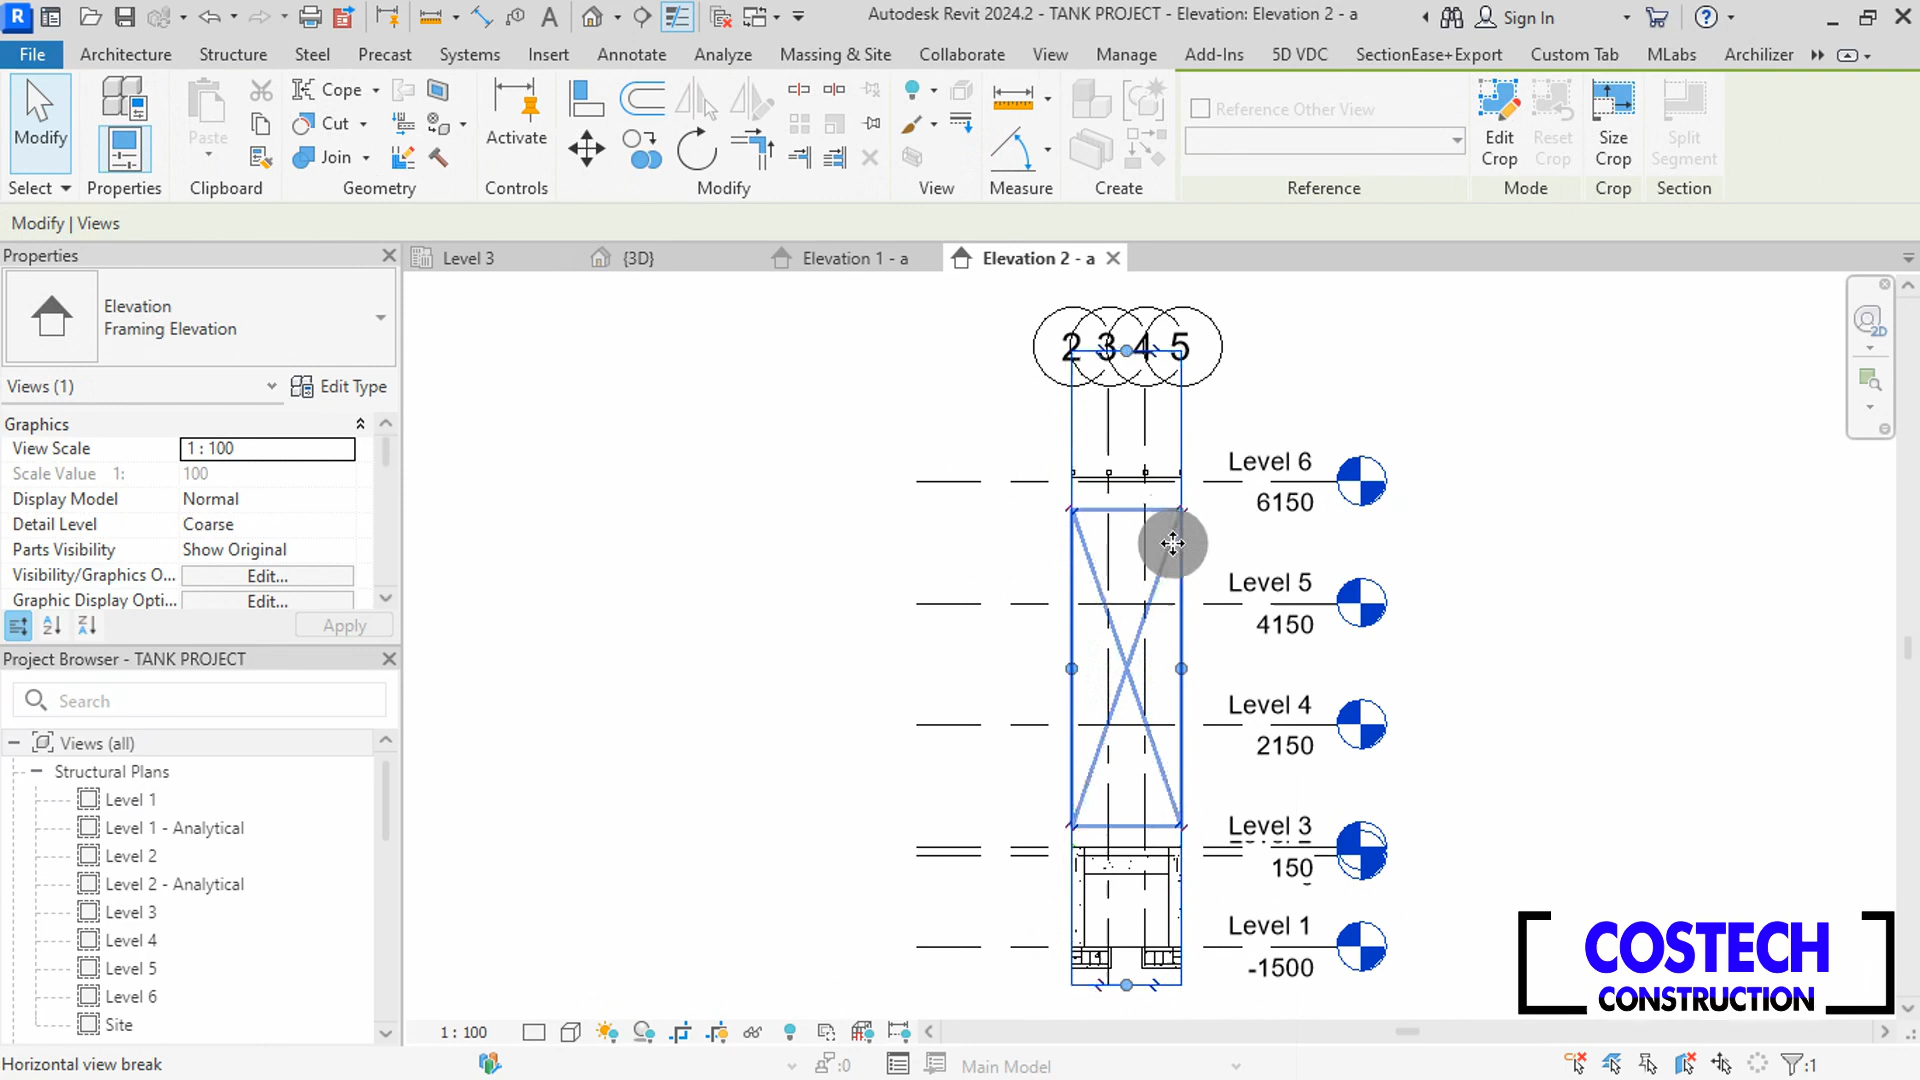 Autodesk Revit 2024.2 - TANK PROJECT - Elevation: Elevation 2 - a
Sign In
File Architecture Structure Steel Precast Systems Insert Annotate Analyze Massing & Site Collaborate View Manage Add-Ins 5D VDC SectionEase+Export Custom Tab MLabs Archilizer
Modify
Paste
Cope
Cut
Join
Activate
Reference Other View
Edit Crop
Reset Crop
Size Crop
Split Segment
Select Properties Clipboard Geometry Controls Modify View Measure Create Reference Mode Crop Section
Modify | Views
Properties
Level 3 {3D} Elevation 1 - a Elevation 2 - a
Elevation
Framing Elevation
Views (1)
Edit Type
Graphics
View Scale 1 : 100
Scale Value 1: 100
Display Model Normal
Detail Level Coarse
Parts Visibility Show Original
Visibility/Graphics O... Edit...
Graphic Display Opti... Edit...
Apply
Project Browser - TANK PROJECT
Search
Views (all)
Structural Plans
Level 1
Level 1 - Analytical
Level 2
Level 2 - Analytical
Level 3
Level 4
Level 5
Level 6
Site
2 3 4 5
Level 6
6150
Level 5
4150
Level 4
2150
Level 3
150
Level 1
-1500
2D
COSTECH
CONSTRUCTION
1 : 100
Horizontal view break
:0
Main Model
:1